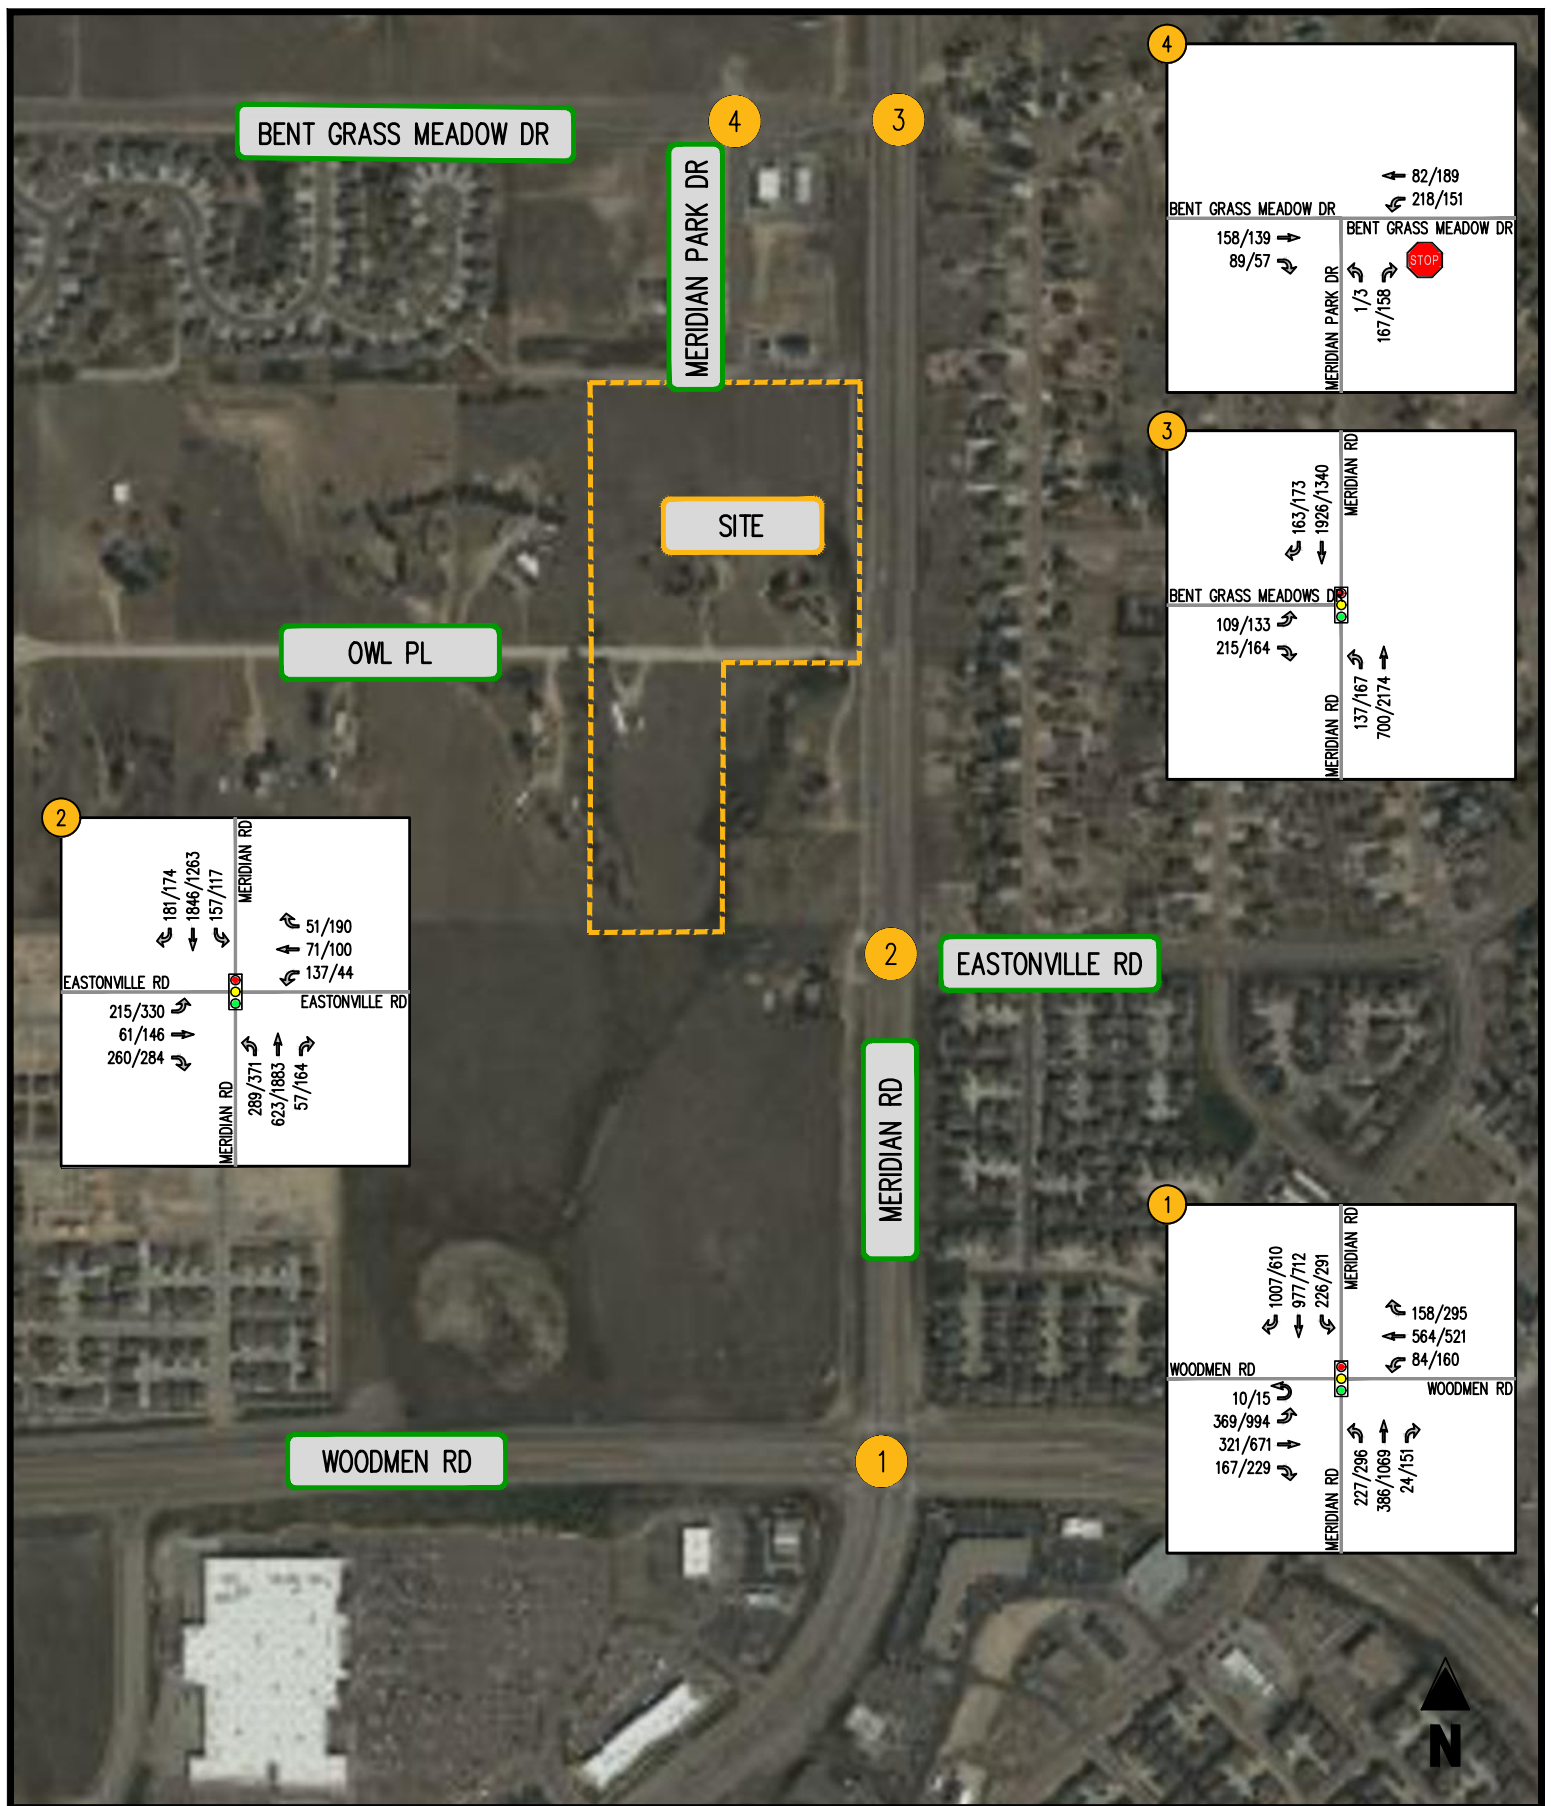 4
BENT GRASS MEADOW DR
4
3
MERIDIAN PARK DR
82/189
218/151
BENT GRASS MEADOW DR
BENT GRASS MEADOW DR
158/139
89/57
STOP
1/3
167/158
MERIDIAN PARK DR
3
MERIDIAN RD
163/173
1926/1340
BENT GRASS MEADOWS DR
109/133
215/164
137/167
700/2174
MERIDIAN RD
SITE
OWL PL
2
MERIDIAN RD
181/174
1846/1263
157/117
51/190
71/100
137/44
EASTONVILLE RD
EASTONVILLE RD
215/330
61/146
260/284
289/371
623/1883
57/164
MERIDIAN RD
2
EASTONVILLE RD
MERIDIAN RD
1
MERIDIAN RD
1007/610
977/712
226/291
158/295
564/521
84/160
WOODMEN RD
WOODMEN RD
10/15
369/994
321/671
167/229
227/296
386/1069
24/151
MERIDIAN RD
WOODMEN RD
1
N